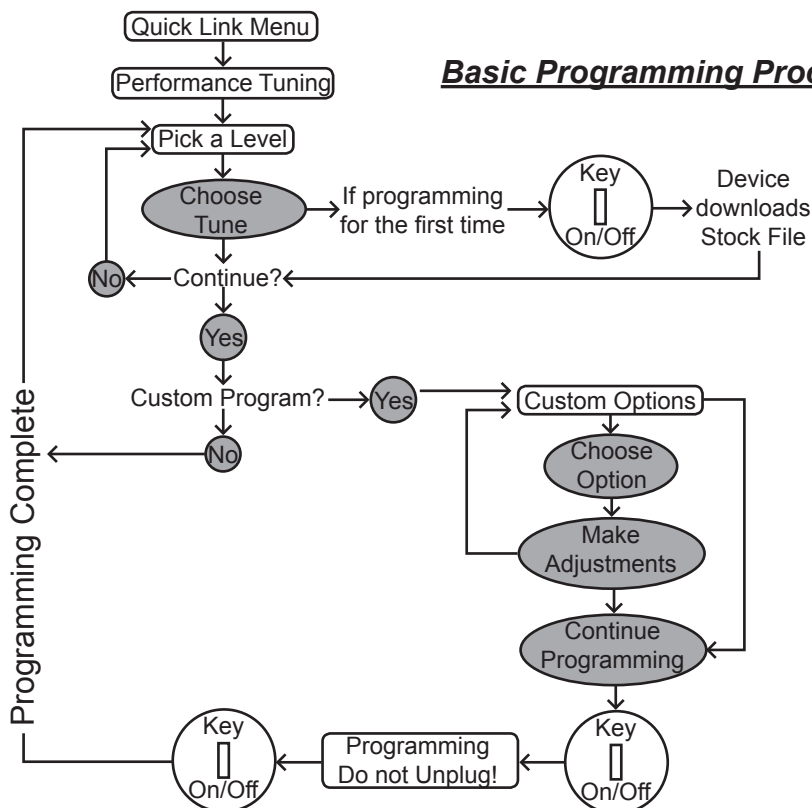 Quick Link Menu
Basic Programming Proc
Performance Tuning
Pick a Level
Choose
Tune
If programming
for the first time
Key
On/Off
Device
downloads
Stock File
No
Continue?
Yes
Custom Program?
Yes
Custom Options
No
Choose
Option
Make
Adjustments
Continue
Programming
Programming Complete
Key
On/Off
Programming
Do not Unplug!
Key
On/Off